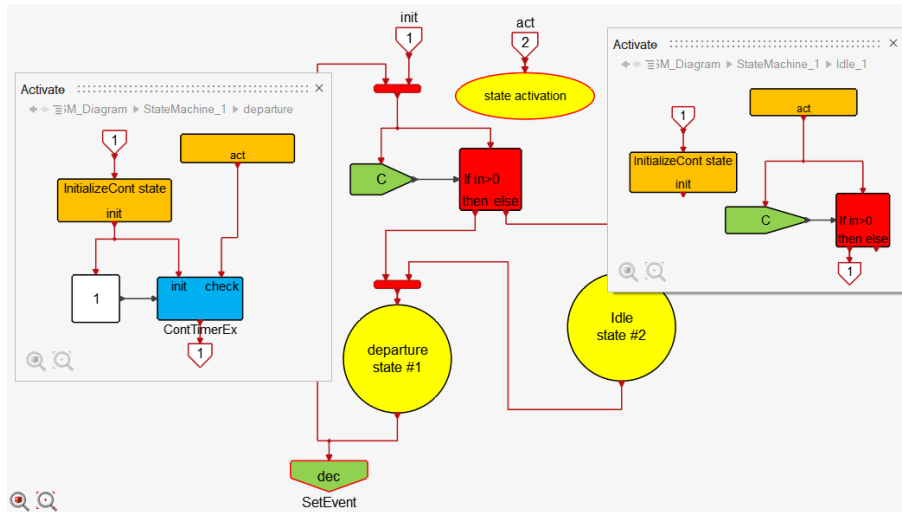 init
1
act
2
state activation
C
If in>0
then else
departure
state #1
Idle
state #2
dec
SetEvent
Activate
SM_Diagram StateMachine_1 departure
1
act
InitializeCont state
init
1
init check
ContTimerEx
1
Activate
SM_Diagram StateMachine_1 Idle_1
1
act
InitializeCont state
init
C
If in>0
then else
1